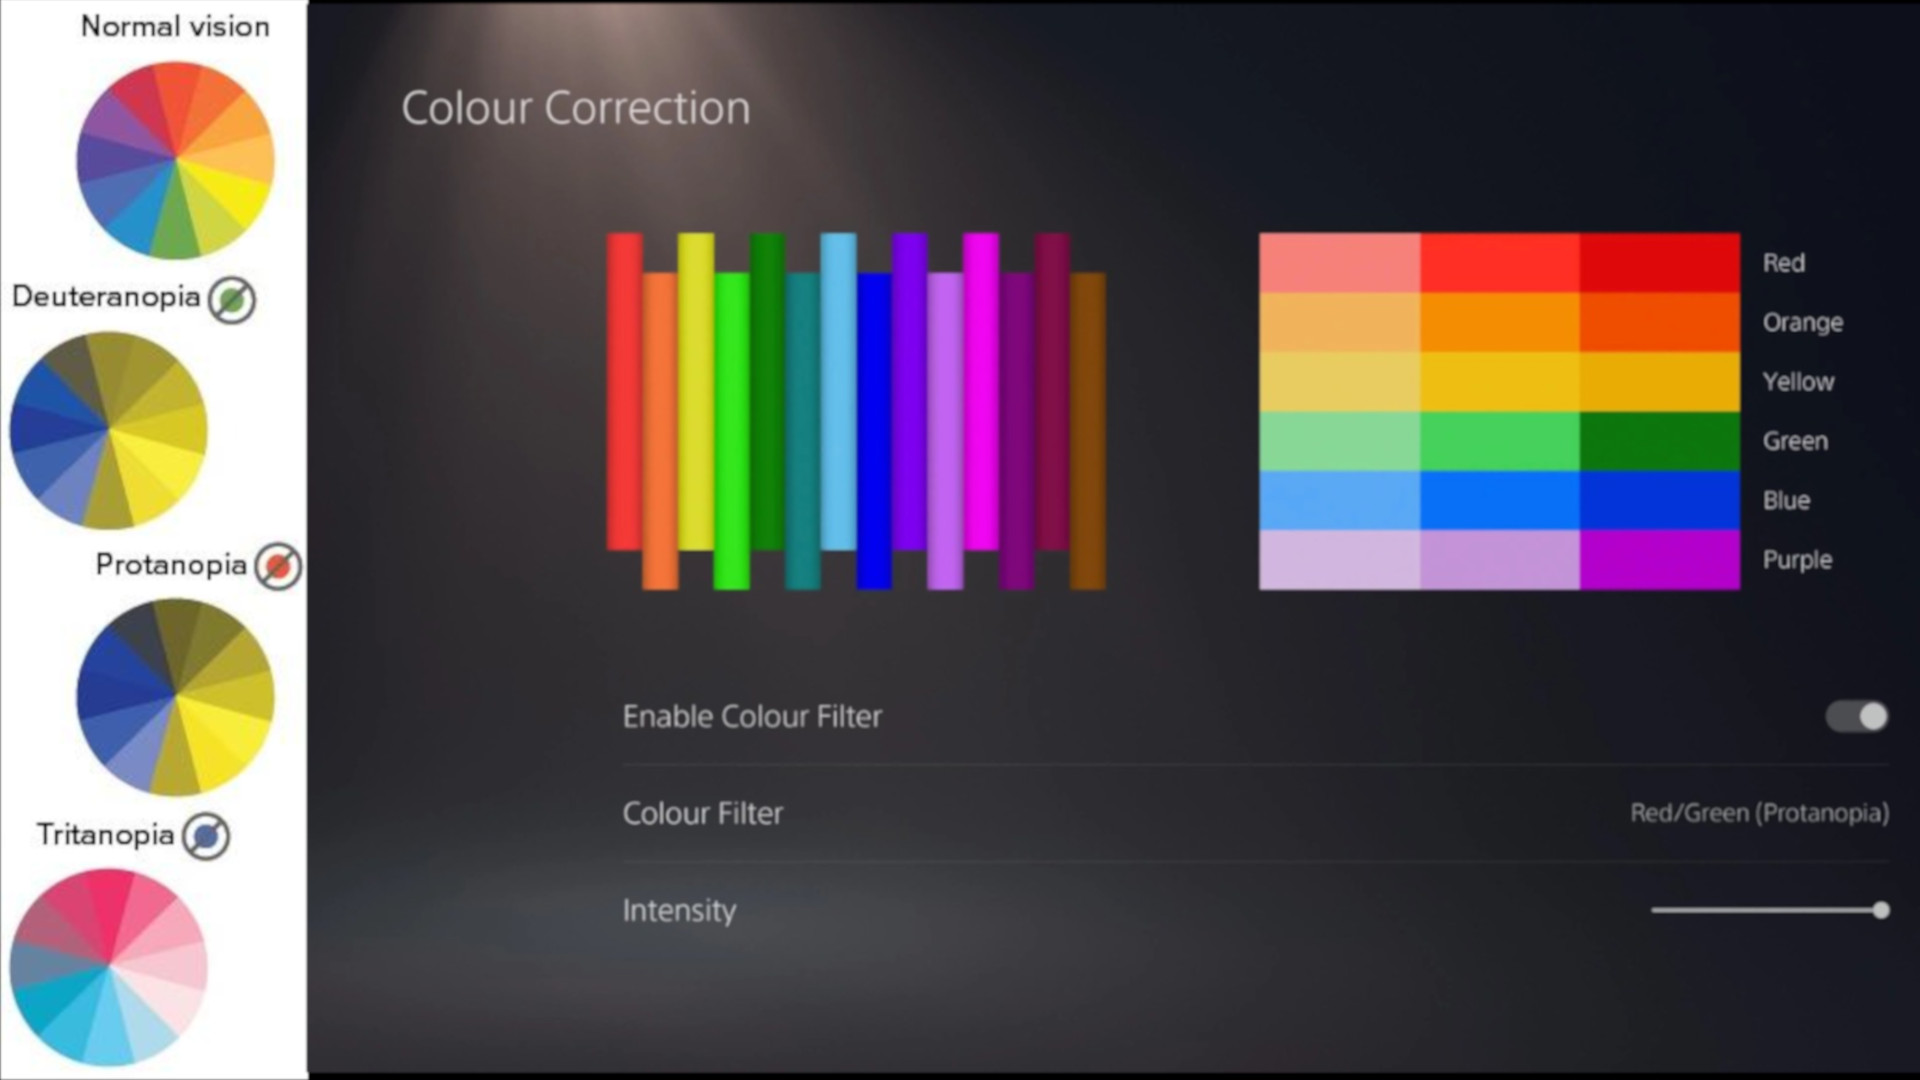 Normal vision
Deuteranopia
Protanopia
Tritanopia
Colour Correction
Red
Orange
Yellow
Green
Blue
Purple
Enable Colour Filter
Colour Filter
Red/Green (Protanopia)
Intensity